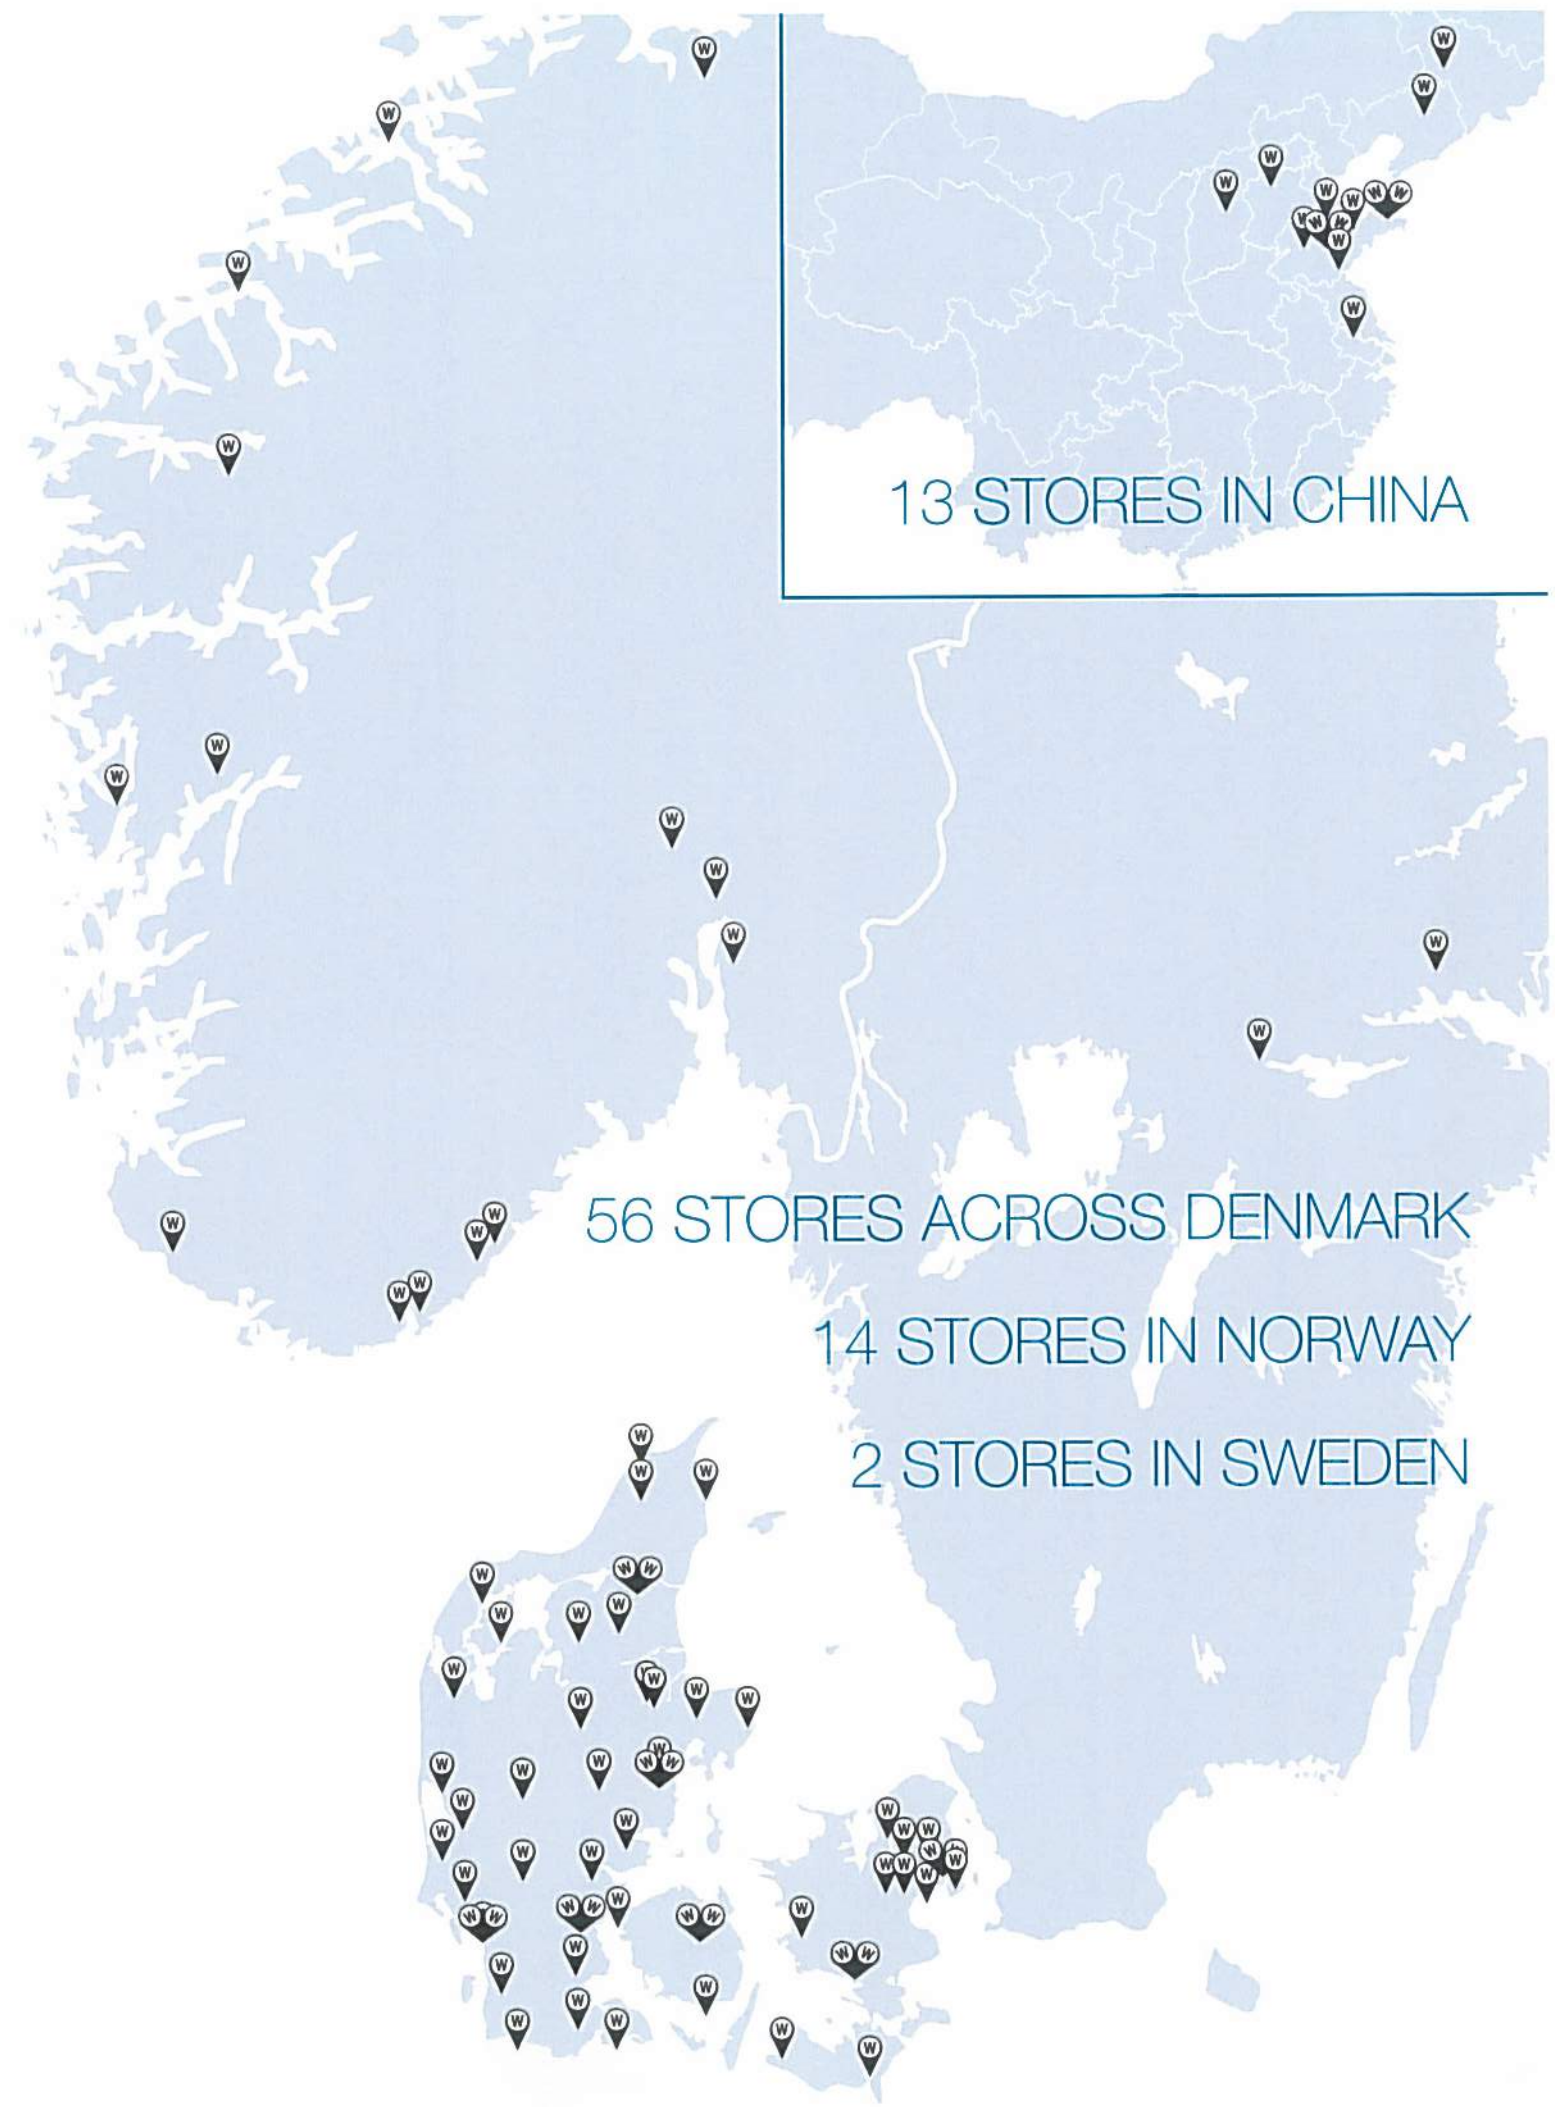 13 STORES IN CHINA
56 STORES ACROSS DENMARK
14 STORES IN NORWAY
2 STORES IN SWEDEN